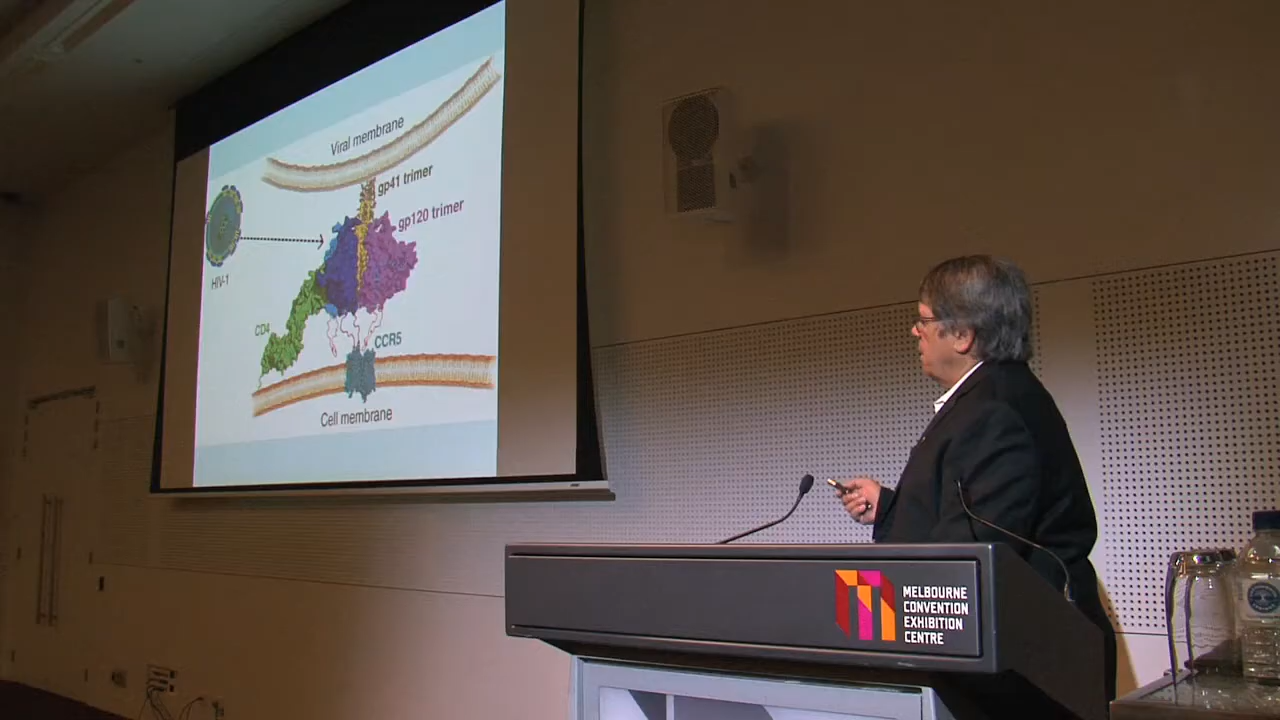 Viral membrane
gp41 trimer
gp120 trimer
HIV-1
CD4
CCR5
Cell membrane
MELBOURNE
CONVENTION
EXHIBITION
CENTRE